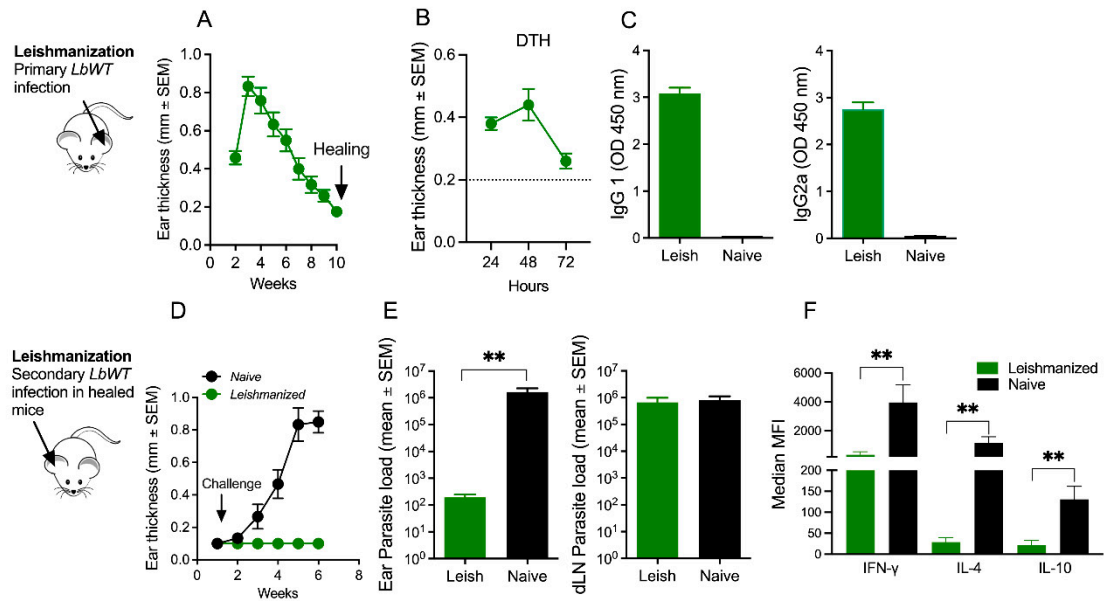 A
B
C
Leishmanization
Primary LbWT
infection
Ear thickness (mm ± SEM)
1.0
0.8
0.6
0.4
0.2
0.0
0 2 4 6 8 10
Weeks
Healing
DTH
Ear thickness (mm ± SEM)
0.6
0.4
0.2
0.0
24 48 72
Hours
IgG 1 (OD 450 nm)
4
3
2
1
0
Leish Naive
IgG2a (OD 450 nm)
4
3
2
1
0
Leish Naive
D
E
F
Leishmanization
Secondary LbWT
infection in healed
mice
Ear thickness (mm ± SEM)
1.0
0.8
0.6
0.4
0.2
0.0
0 2 4 6
Weeks
Naive
Leishmanized
Challenge
Ear Parasite load (mean ± SEM)
10⁷
10⁶
10⁵
10⁴
10³
10²
10¹
10⁰
**
Leish Naive
dLN Parasite load (mean ± SEM)
10⁷
10⁶
10⁵
10⁴
10³
10²
10¹
10⁰
Leish Naive
Median MFI
6000
4000
2000
200
150
100
50
0
**
**
**
Leishmanized
Naive
IFN-γ IL-4 IL-10